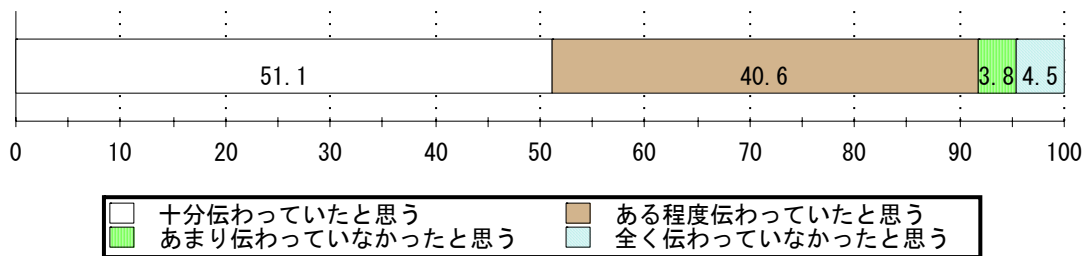 51.1 40.6 3.8 4.5
0 10 20 30 40 50 60 70 80 90 100
十分伝わっていたと思う ある程度伝わっていたと思う
あまり伝わっていなかったと思う 全く伝わっていなかったと思う